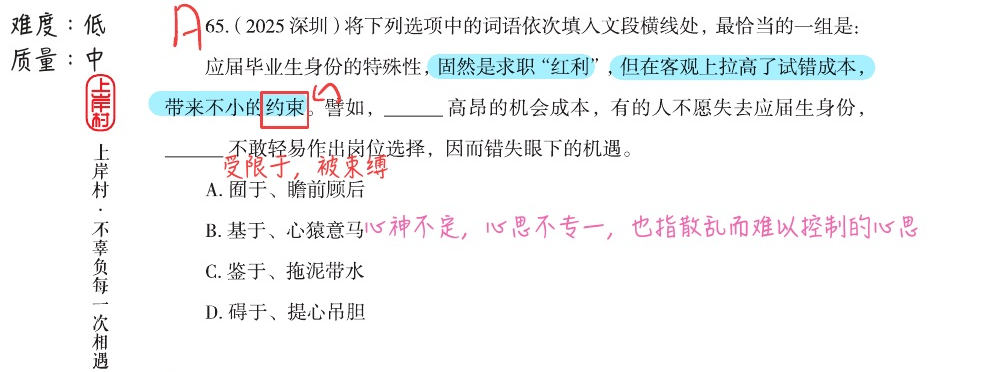 难度：低
质量：中
上岸村
上岸村·不辜负每一次相遇
A
65.（2025 深圳）将下列选项中的词语依次填入文段横线处，最恰当的一组是：
应届毕业生身份的特殊性，固然是求职“红利”，但在客观上拉高了试错成本，
带来不小的约束。譬如，______高昂的机会成本，有的人不愿失去应届生身份，
______不敢轻易作出岗位选择，因而错失眼下的机遇。
受限于，被束缚
A. 囿于、瞻前顾后
B. 基于、心猿意马心神不定，心思不专一，也指散乱而难以控制的心思
C. 鉴于、拖泥带水
D. 碍于、提心吊胆